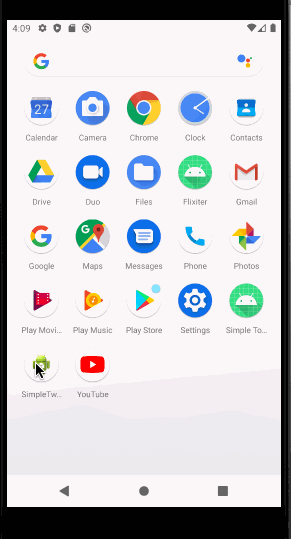 4:09
27
Calendar Camera Chrome Clock Contacts
Drive Duo Files Flixiter Gmail
Google Maps Messages Phone Photos
Play Movi... Play Music Play Store Settings Simple To...
SimpleTw... YouTube